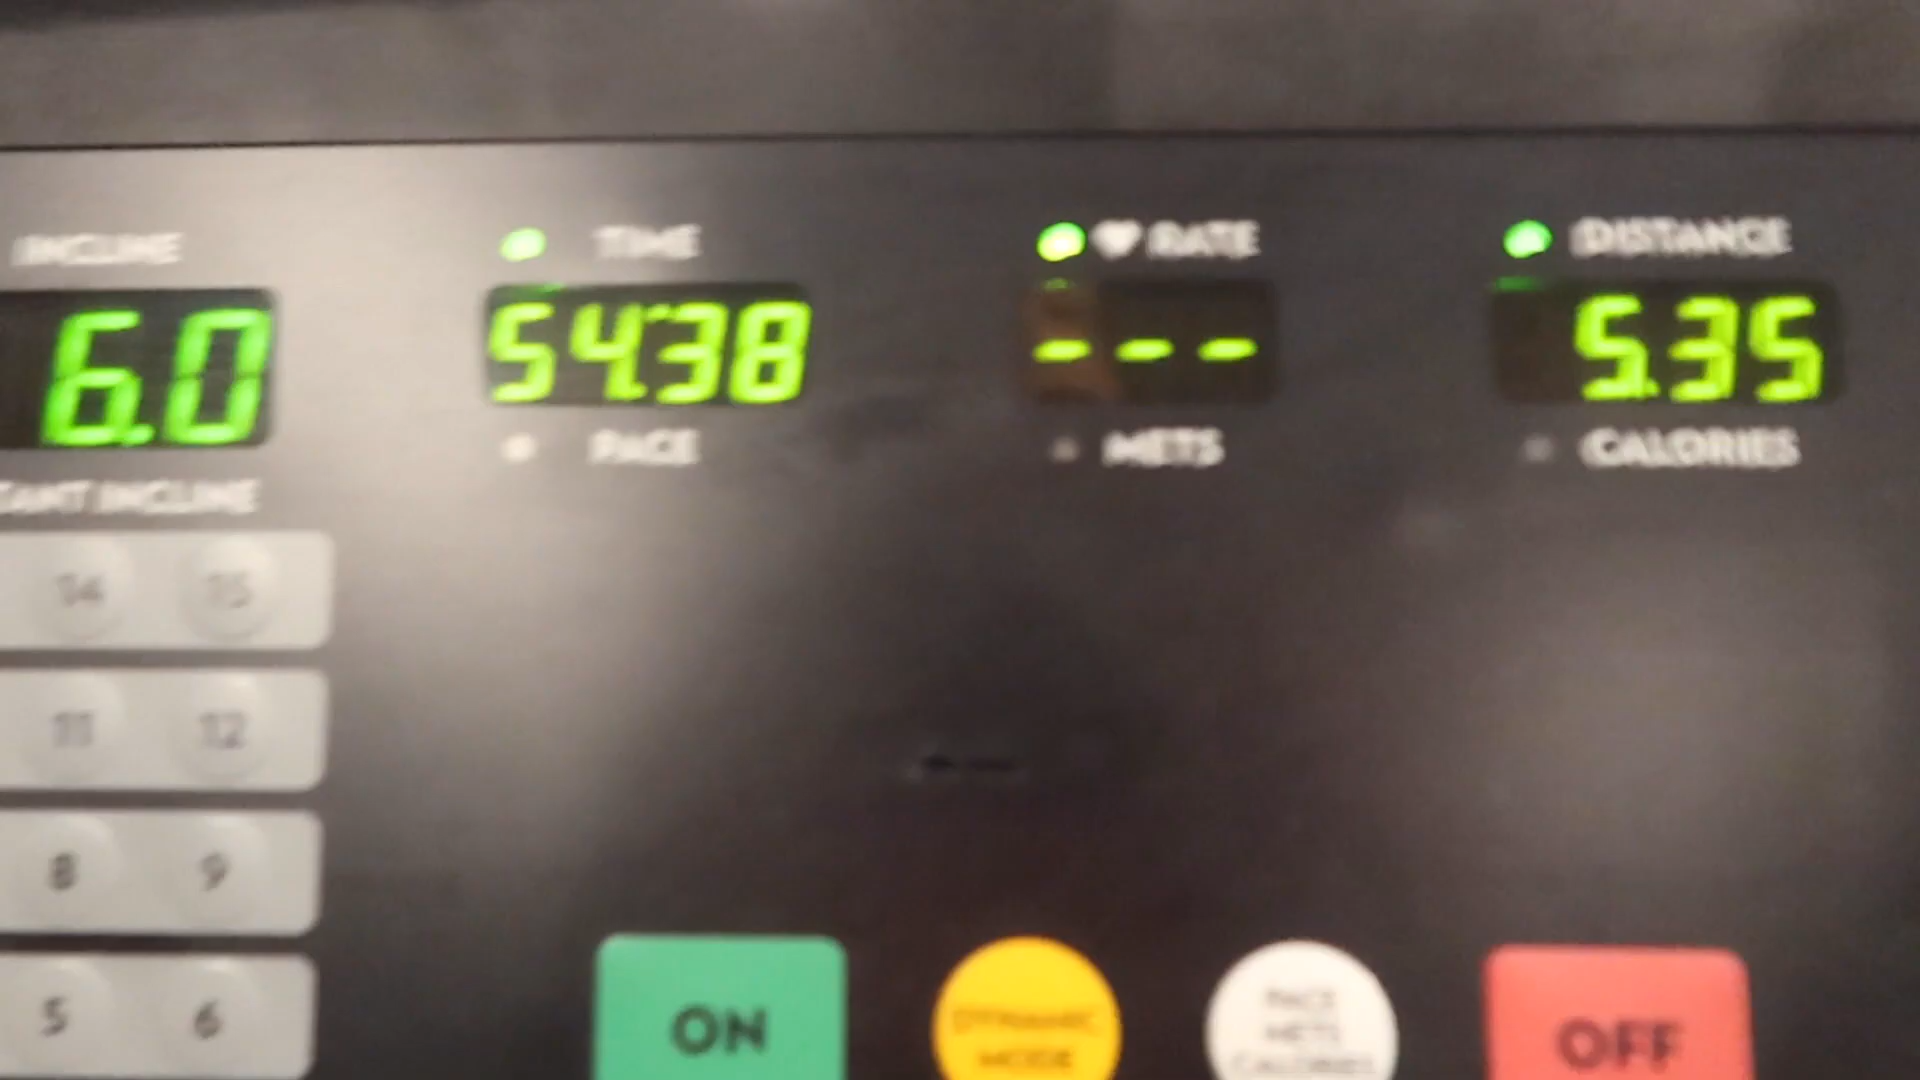 INCLINE TIME ♥ RATE DISTANCE
6.0 54:38 --- 5.35
PACE METS CALORIES
TANT INCLINE
14 15
11 12
8 9
5 6
ON DYNAMIC MODE PACE METS CALORIES OFF